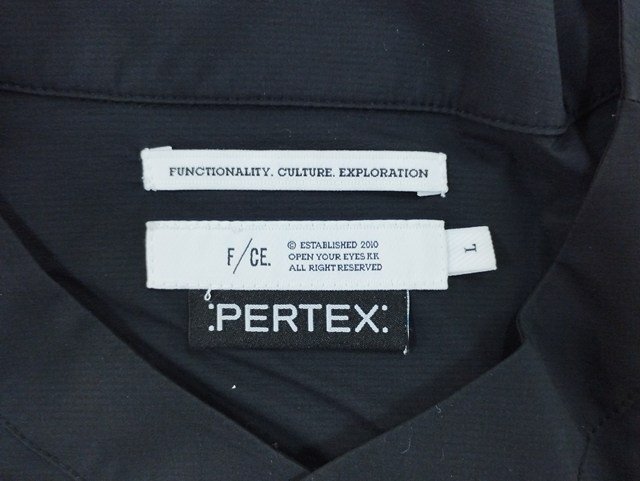 FUNCTIONALITY. CULTURE. EXPLORATION
F/CE.
© ESTABLISHED 2010
OPEN YOUR EYES K.K
ALL RIGHT RESERVED
L
:PERTEX: